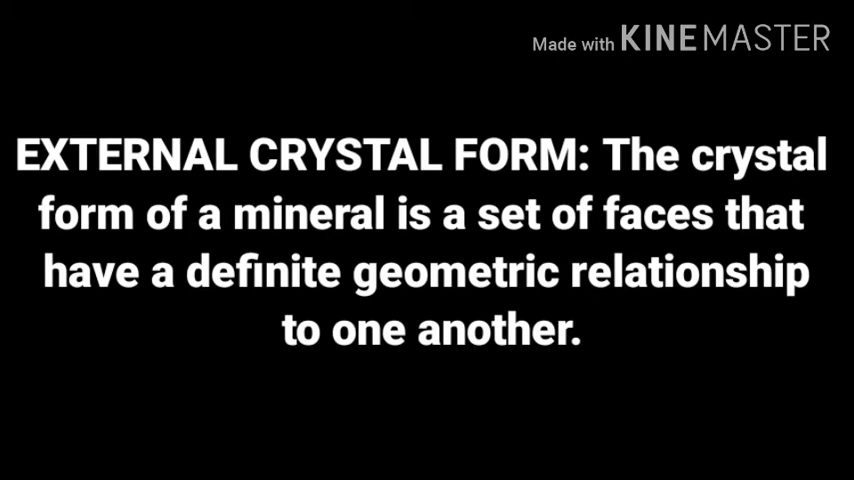 Made with KINEMASTER
EXTERNAL CRYSTAL FORM: The crystal
form of a mineral is a set of faces that
have a definite geometric relationship
to one another.